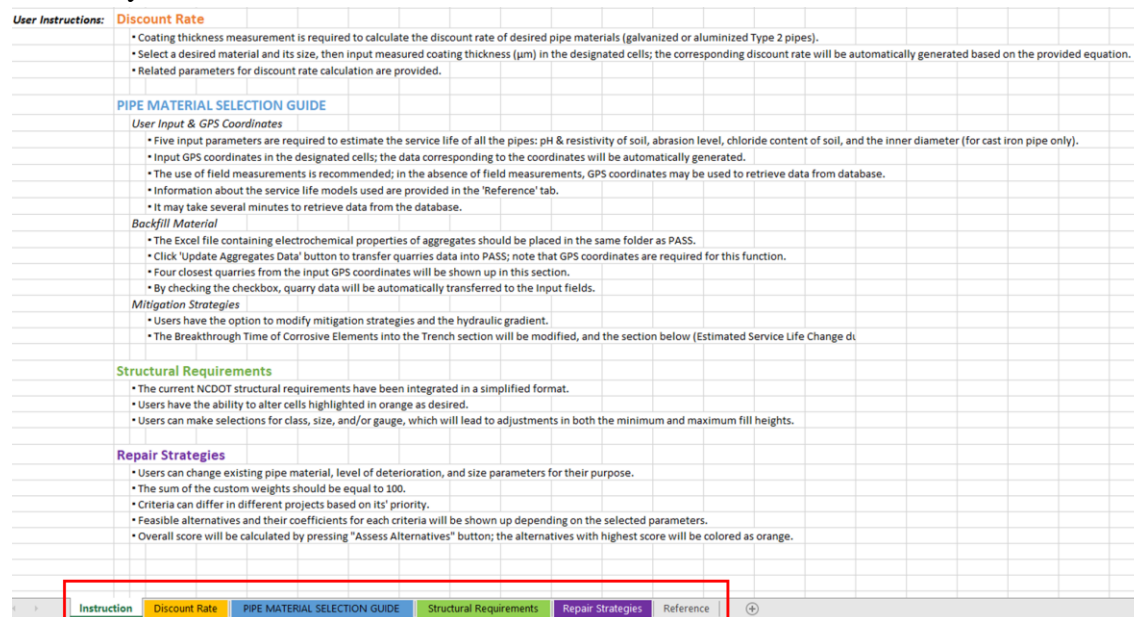 User Instructions: Discount Rate
• Coating thickness measurement is required to calculate the discount rate of desired pipe materials (galvanized or aluminized Type 2 pipes).
• Select a desired material and its size, then input measured coating thickness (μm) in the designated cells; the corresponding discount rate will be automatically generated based on the provided equation.
• Related parameters for discount rate calculation are provided.
PIPE MATERIAL SELECTION GUIDE
User Input & GPS Coordinates
• Five input parameters are required to estimate the service life of all the pipes: pH & resistivity of soil, abrasion level, chloride content of soil, and the inner diameter (for cast iron pipe only).
• Input GPS coordinates in the designated cells; the data corresponding to the coordinates will be automatically generated.
• The use of field measurements is recommended; in the absence of field measurements, GPS coordinates may be used to retrieve data from database.
• Information about the service life models used are provided in the 'Reference' tab.
• It may take several minutes to retrieve data from the database.
Backfill Material
• The Excel file containing electrochemical properties of aggregates should be placed in the same folder as PASS.
• Click 'Update Aggregates Data' button to transfer quarries data into PASS; note that GPS coordinates are required for this function.
• Four closest quarries from the input GPS coordinates will be shown up in this section.
• By checking the checkbox, quarry data will be automatically transferred to the Input fields.
Mitigation Strategies
• Users have the option to modify mitigation strategies and the hydraulic gradient.
• The Breakthrough Time of Corrosive Elements into the Trench section will be modified, and the section below (Estimated Service Life Change du
Structural Requirements
• The current NCDOT structural requirements have been integrated in a simplified format.
• Users have the ability to alter cells highlighted in orange as desired.
• Users can make selections for class, size, and/or gauge, which will lead to adjustments in both the minimum and maximum fill heights.
Repair Strategies
• Users can change existing pipe material, level of deterioration, and size parameters for their purpose.
• The sum of the custom weights should be equal to 100.
• Criteria can differ in different projects based on its' priority.
• Feasible alternatives and their coefficients for each criteria will be shown up depending on the selected parameters.
• Overall score will be calculated by pressing "Assess Alternatives" button; the alternatives with highest score will be colored as orange.
Instruction Discount Rate PIPE MATERIAL SELECTION GUIDE Structural Requirements Repair Strategies Reference